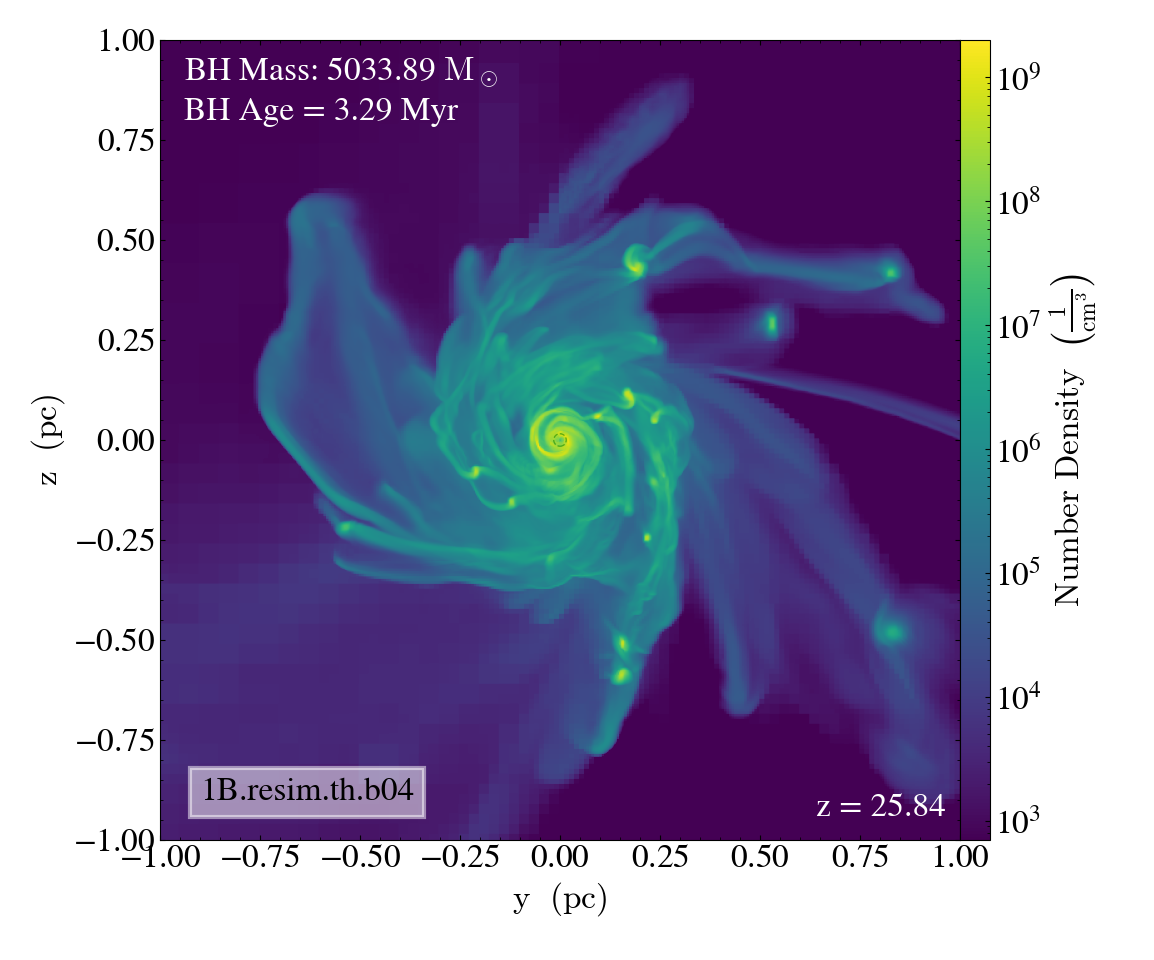 BH Mass: 5033.89 M⊙
BH Age = 3.29 Myr
1B.resim.th.b04
z = 25.84
1.00
0.75
0.50
0.25
0.00
−0.25
−0.50
−0.75
−1.00
z (pc)
−1.00 −0.75 −0.50 −0.25 0.00 0.25 0.50 0.75 1.00
y (pc)
10⁹
10⁸
10⁷
10⁶
10⁵
10⁴
10³
Number Density (1/cm³)